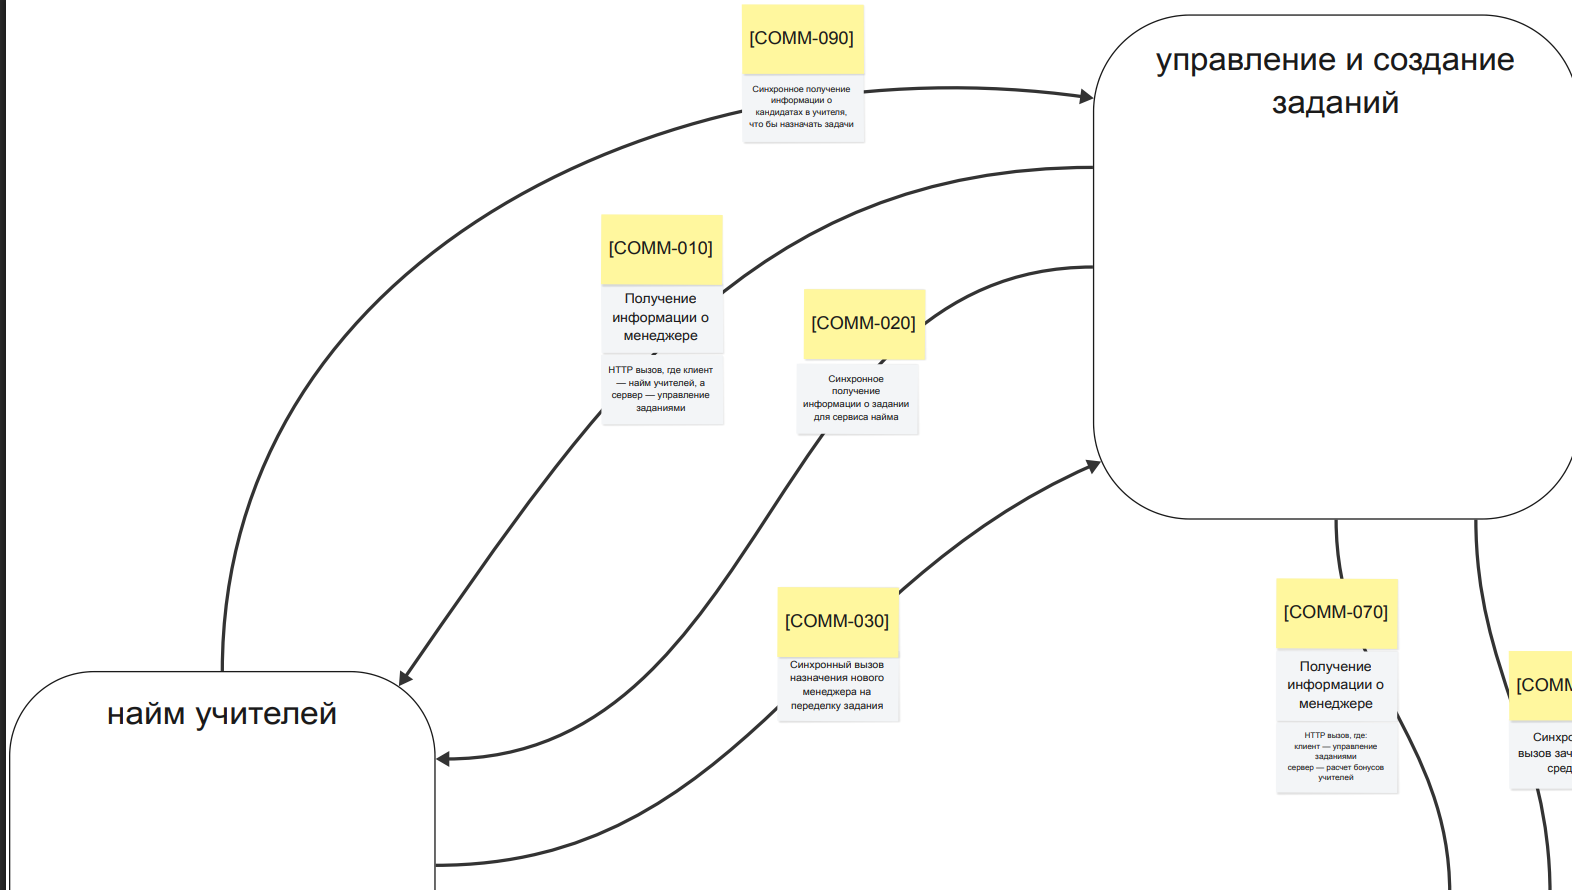 [COMM-090]
Синхронное получение
информации о
кандидатах в учителя,
что бы назначать задачи
управление и создание
заданий
[COMM-010]
Получение
информации о
менеджере
HTTP вызов, где клиент
— найм учителей, а
сервер — управление
заданиями
[COMM-020]
Синхронное
получение
информации о задании
для сервиса найма
[COMM-030]
Синхронный вызов
назначения нового
менеджера на
переделку задания
найм учителей
[COMM-070]
Получение
информации о
менеджере
HTTP вызов, где:
клиент — управление
заданиями
сервер — расчет бонусов
учителей
[COMM
Синхро
вызов зач
сред